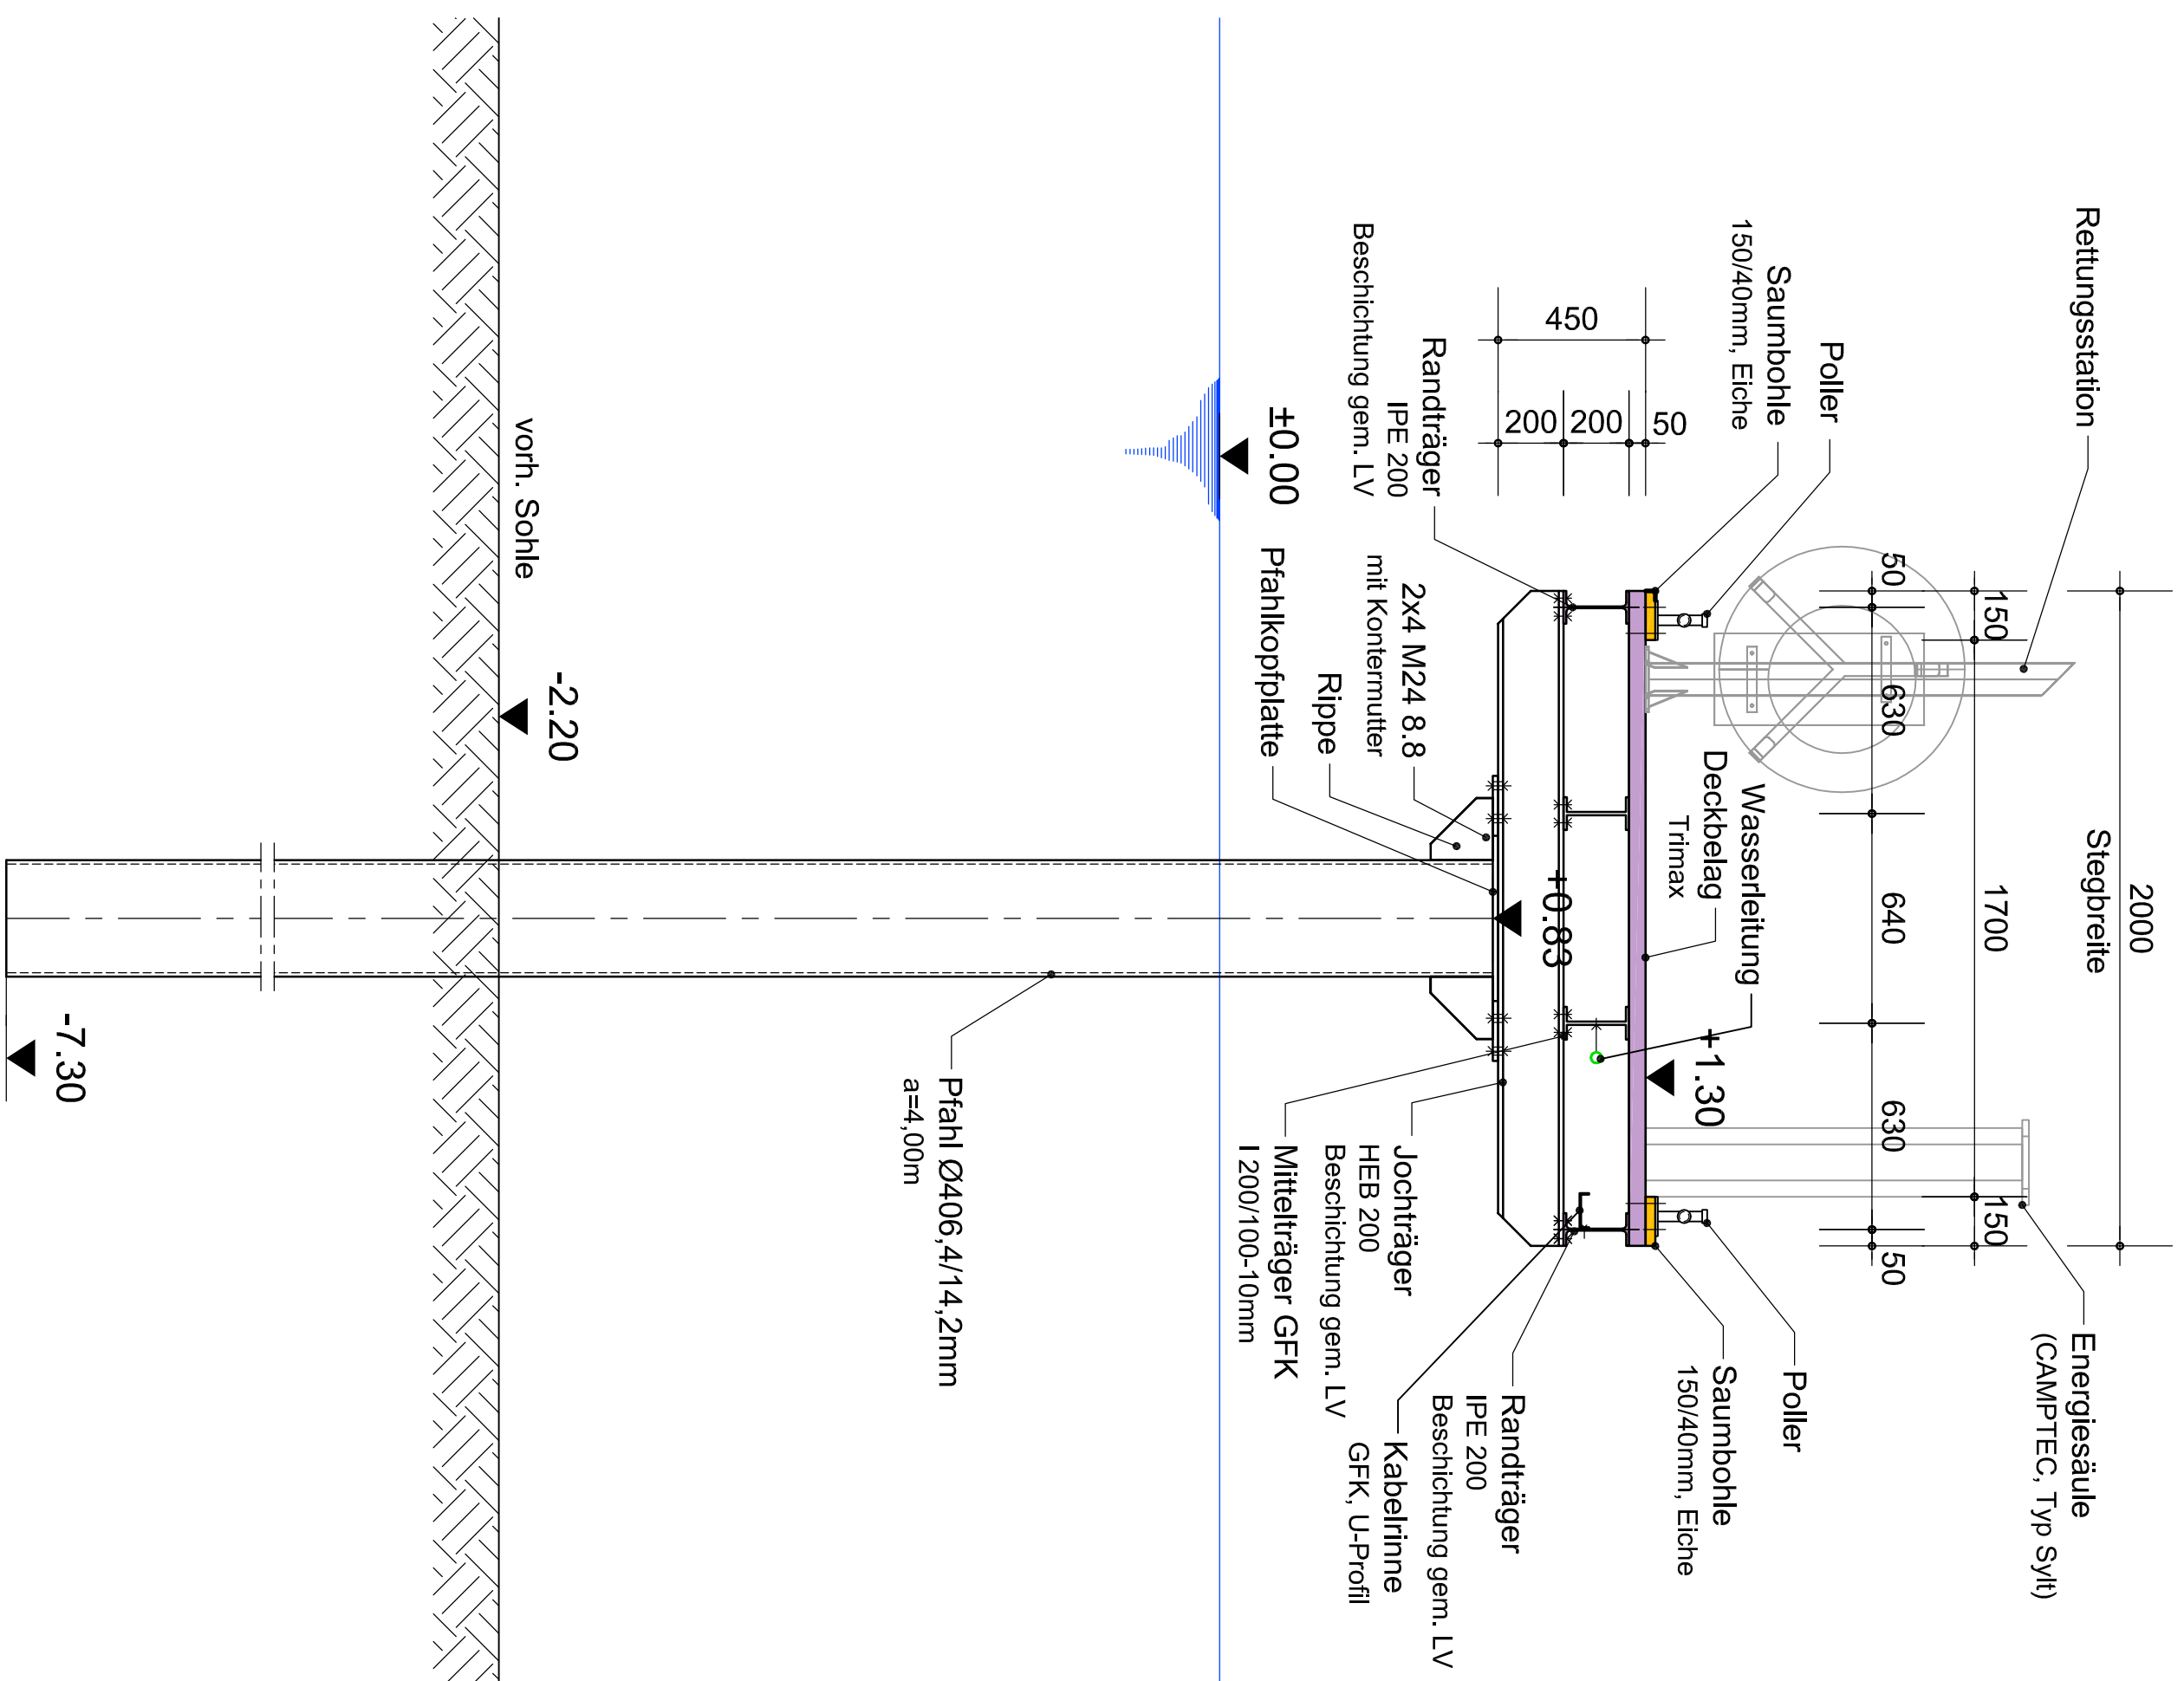 2000
Stegbreite
150
1700
150
50
630
640
630
50
Rettungsstation
Energiesäule
(CAMPTEC, Typ Sylt)
Poller
Saumbohle
150/40mm, Eiche
Poller
Saumbohle
150/40mm, Eiche
Wasserleitung
Deckbelag
Trimax
+1.30
450
50
200
200
Randträger
IPE 200
Beschichtung gem. LV
Randträger
IPE 200
Beschichtung gem. LV
Kabelrinne
GFK, U-Profil
+0.83
2x4 M24 8.8
mit Kontermutter
Rippe
Pfahlkopfplatte
Jochträger
HEB 200
Beschichtung gem. LV
Mittelträger GFK
I 200/100-10mm
±0.00
Pfahl Ø406,4/14,2mm
a=4,00m
-2.20
vorh. Sohle
-7.30